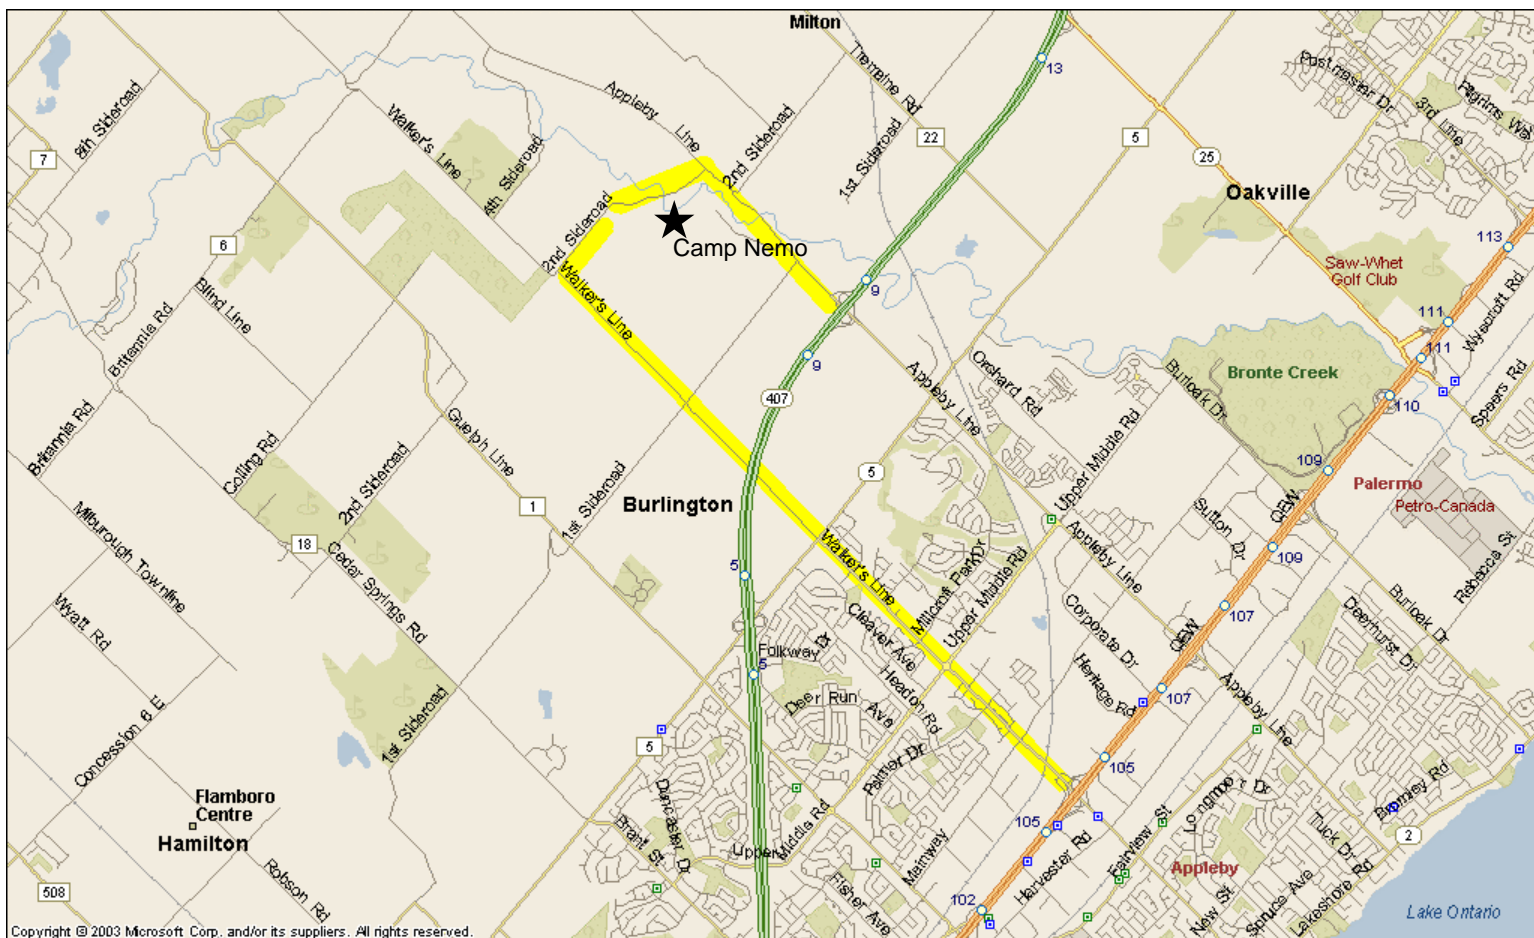 Milton
13
Tremaine Rd
Postmaster Dr
Pilgrims Wa
3rd Line
8th Sideroad
7
Appleby
Line
Walker's Line
4th Sideroad
2nd Sideroad
1st Sideroad
22
5
25
Oakville
113
2nd Sideroad
Camp Nemo
6
Blind Line
Walker's Line
9
Saw-Whet
Golf Club
111
111
Wyecroft Rd
Speers Rd
Britannia Rd
9
407
Appleby Line
Orchard Rd
Burloak Dr
Bronte Creek
110
Britannia Rd
Colling Rd
2nd Sideroad
Guelph Line
1
1st Sideroad
Burlington
5
Upper Middle Rd
109
Palermo
Petro-Canada
QEW
Sutton Dr
Rebecca St
Milburough Townline
18
Cedar Springs Rd
Walker's Line
Appleby Line
109
5
Millcroft Park Dr
Upper Middle Rd
Cleaver Ave
Corporate Dr
107
Burloak Dr
Deerhurst Dr
Wyatt Rd
Folkway Dr
5
Headon Rd
Deer Run Ave
QEW
Heritage Rd
107
Appleby Line
Concession 6 E
1st Sideroad
5
Palmer Dr
105
Flamboro
Centre
Hamilton
Duncaster Dr
Brant St
Upper Middle Rd
105
Mainway
Harvester Rd
Fairview St
Longmoor Dr
Bromley Rd
2
Truck Dr
Appleby
508
Robson Rd
Fisher Ave
102
New St
Spruce Ave
Lakeshore Rd
Lake Ontario
Copyright © 2003 Microsoft Corp. and/or its suppliers. All rights reserved.